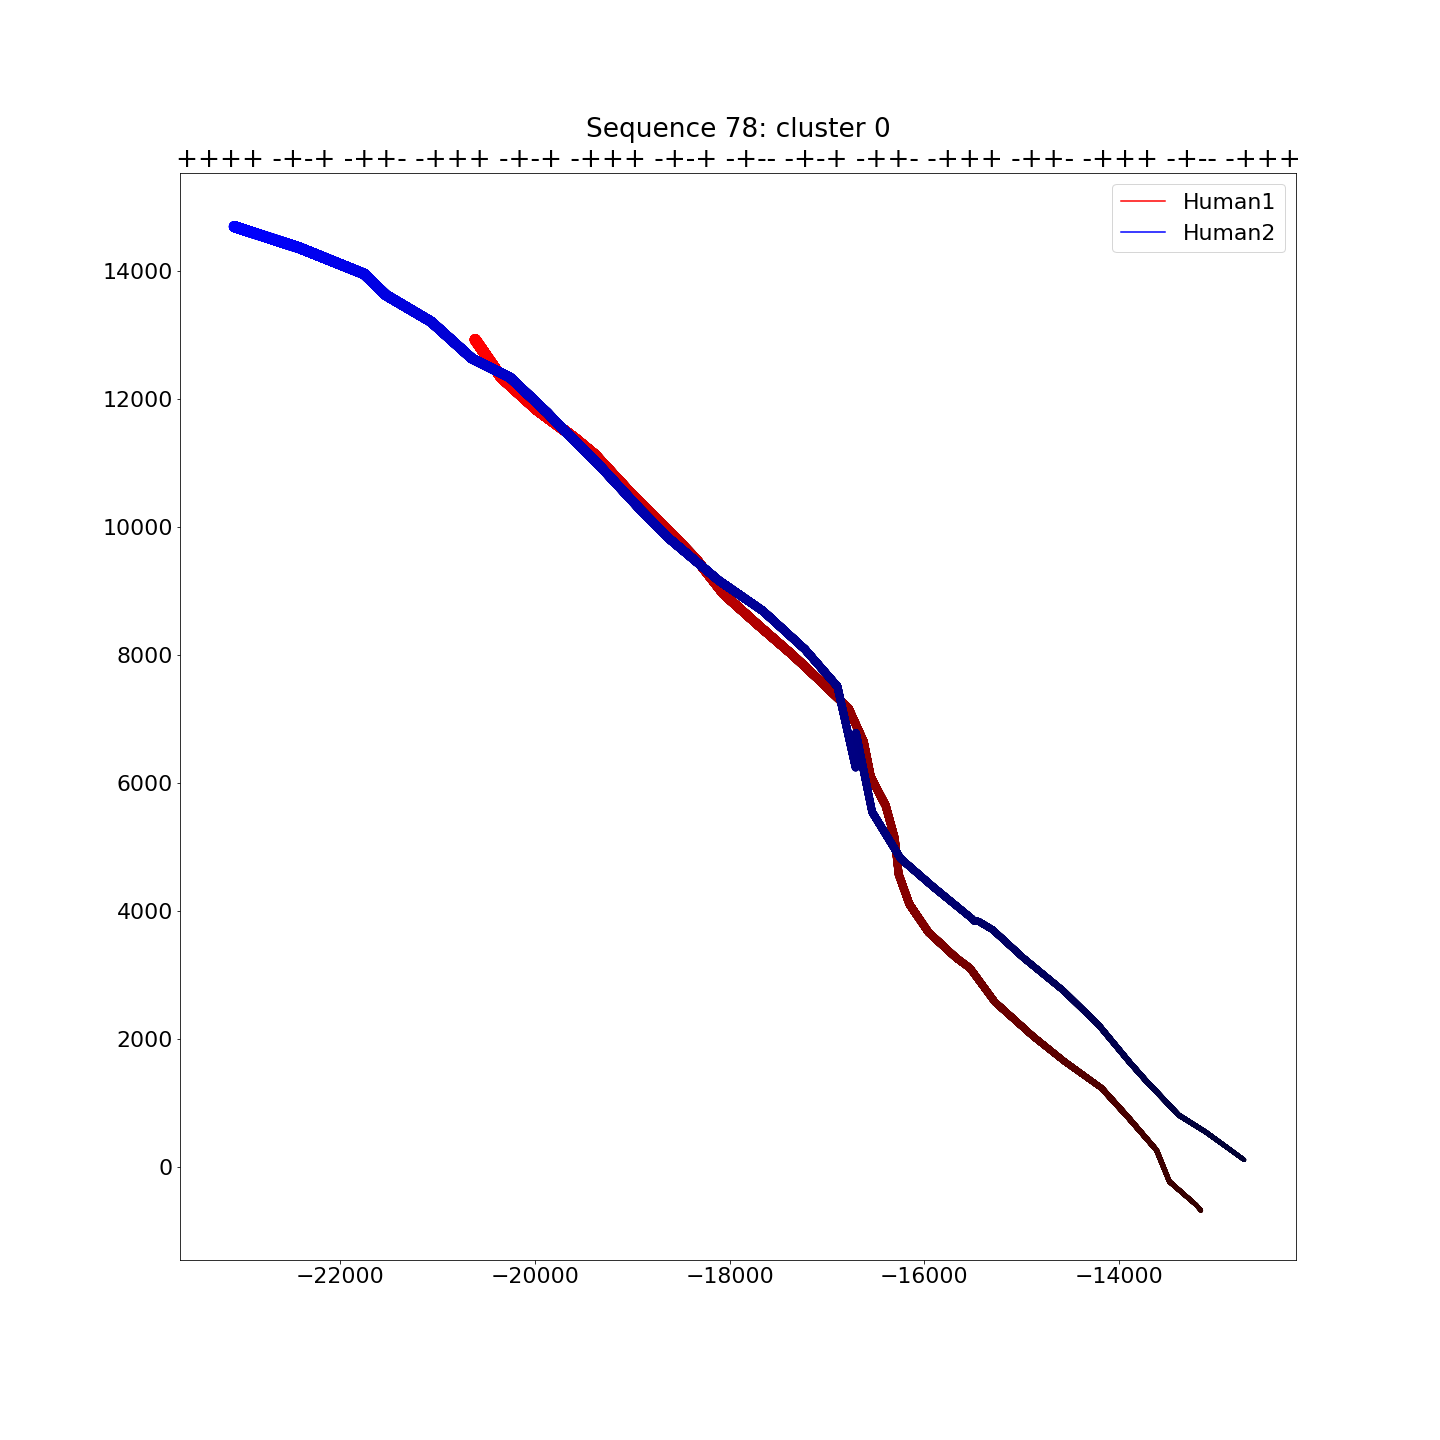 Sequence 78: cluster 0
++++ -+-+ -++- -+++ -+-+ -+++ -+-+ -+-- -+-+ -++- -+++ -++- -+++ -+-- -+++
Human1
Human2
14000
12000
10000
8000
6000
4000
2000
0
−22000 −20000 −18000 −16000 −14000